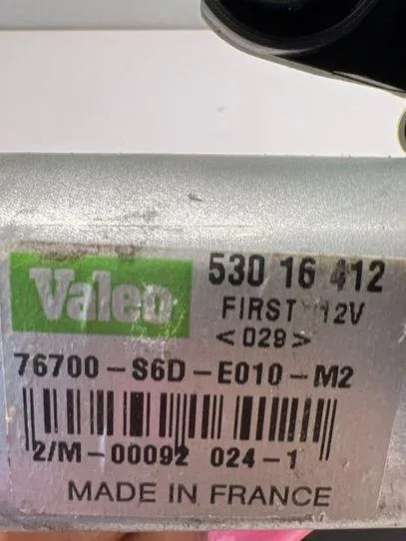 Valeo
530 16 412
FIRST 12V
<029>
76700-S6D-E010-M2
2/M-00092 024-1
MADE IN FRANCE